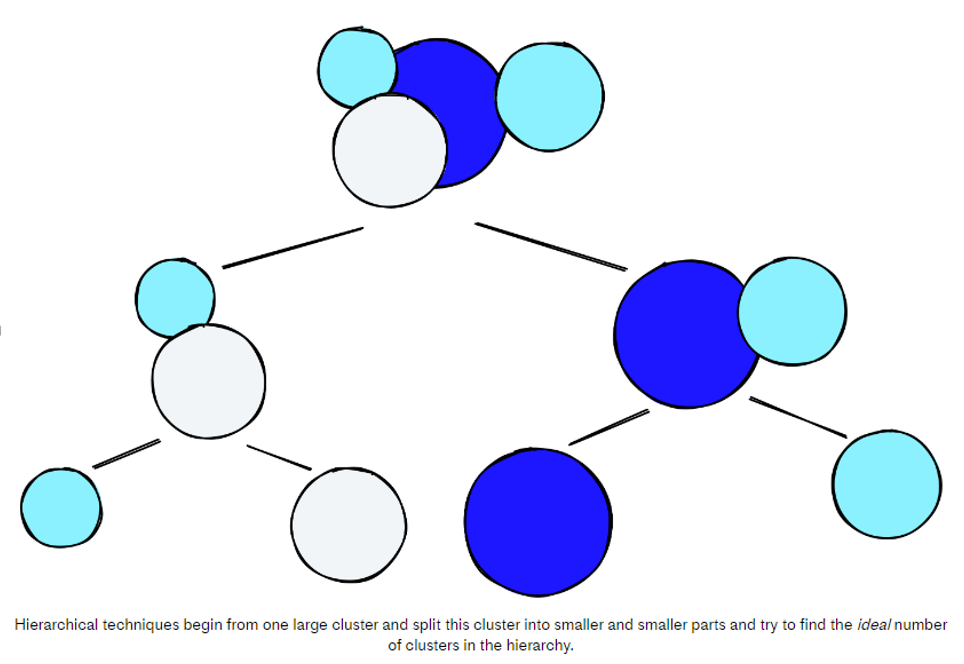 Hierarchical techniques begin from one large cluster and split this cluster into smaller and smaller parts and try to find the ideal number
of clusters in the hierarchy.